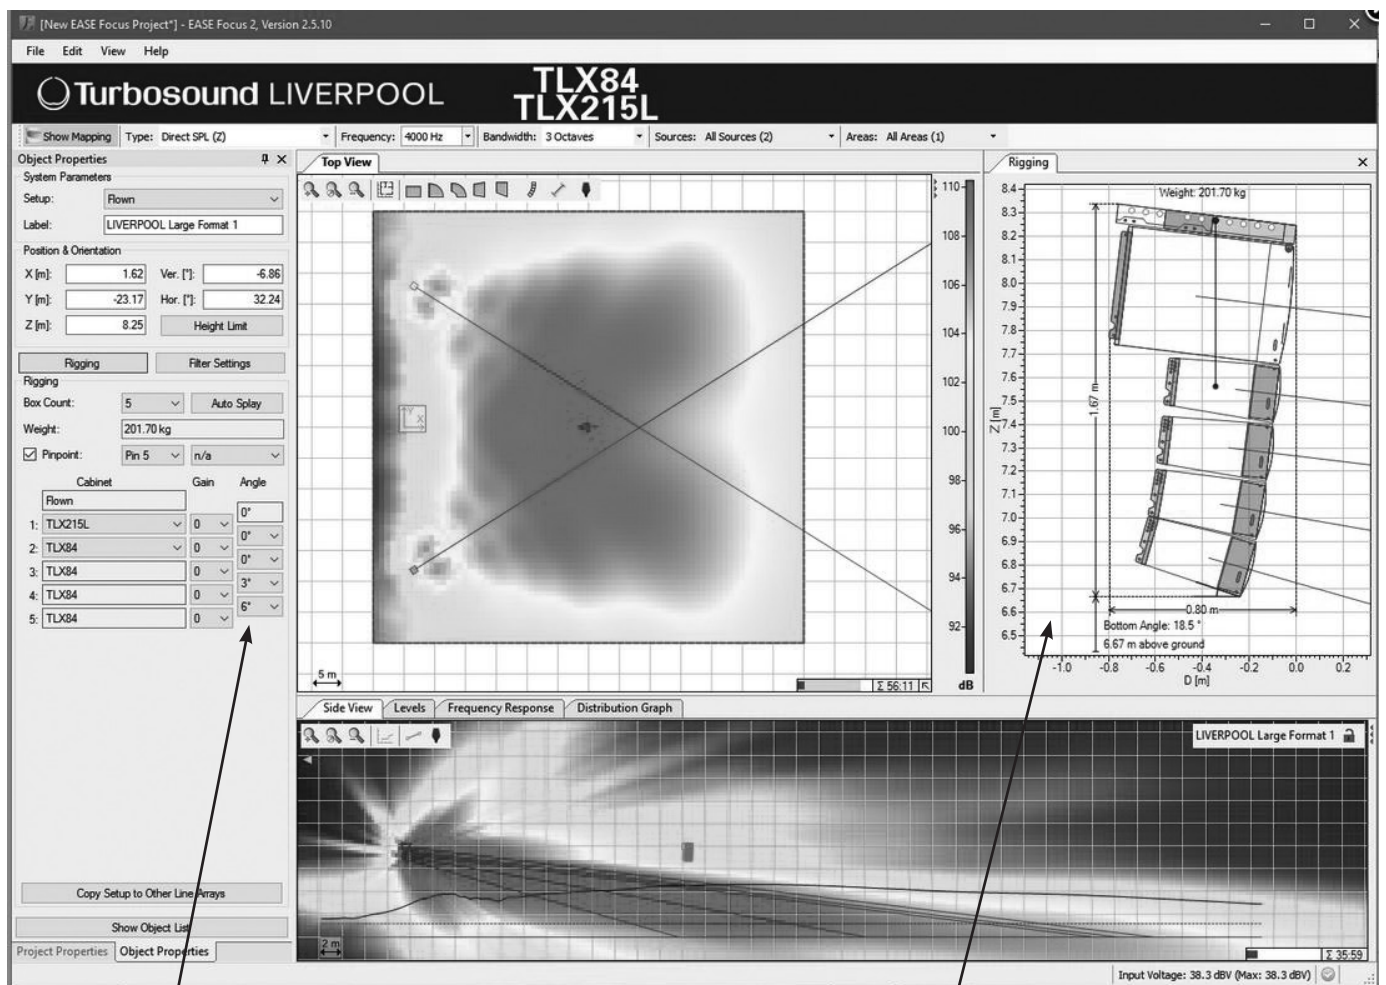 [New EASE Focus Project*] - EASE Focus 2, Version 2.5.10
File Edit View Help
Turbosound LIVERPOOL
TLX84
TLX215L
Show Mapping Type: Direct SPL (Z) Frequency: 4000 Hz Bandwidth: 3 Octaves Sources: All Sources (2) Areas: All Areas (1)
Object Properties
System Parameters
Setup: Flown
Label: LIVERPOOL Large Format 1
Position & Orientation
X [m]: 1.62 Ver. [°]: -6.86
Y [m]: -23.17 Hor. [°]: 32.24
Z [m]: 8.25 Height Limit
Rigging Filter Settings
Rigging
Box Count: 5 Auto Splay
Weight: 201.70 kg
Pinpoint: Pin 5 n/a
Cabinet Gain Angle
Flown
0°
1: TLX215L 0
0°
2: TLX84 0
0°
3: TLX84 0
3°
4: TLX84 0
6°
5: TLX84 0
Copy Setup to Other Line Arrays
Show Object List
Project Properties Object Properties
Top View
Y
X
5 m
Σ 56:11
110
108
106
104
102
100
98
96
94
92
dB
Rigging
Weight: 201.70 kg
8.4
8.3
8.2
8.1
8.0
7.9
7.8
7.7
7.6
7.5
7.4
7.3
7.2
7.1
7.0
6.9
6.8
6.7
6.6
6.5
Z [m]
1.67 m
0.80 m
Bottom Angle: 18.5 °
6.67 m above ground
-1.0 -0.8 -0.6 -0.4 -0.2 0.0 0.2
D [m]
Side View Levels Frequency Response Distribution Graph
LIVERPOOL Large Format 1
2 m
Σ 35:59
Input Voltage: 38.3 dBV (Max: 38.3 dBV)